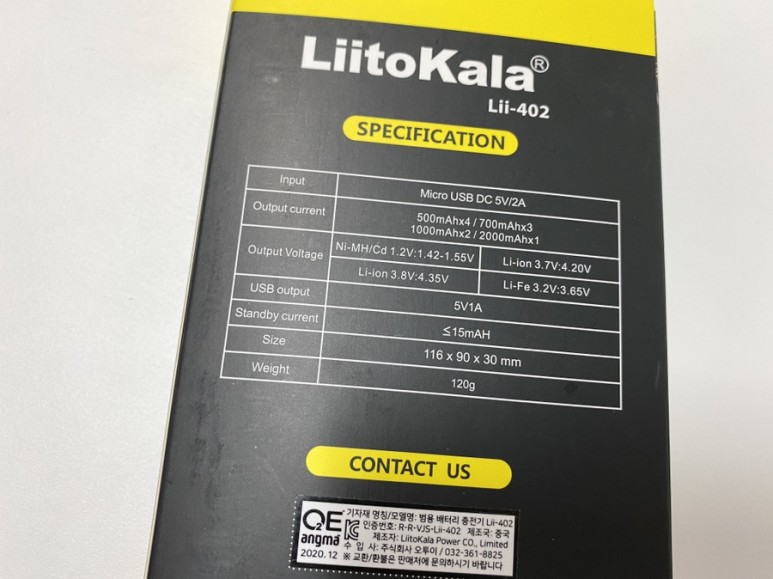 LiitoKala®
Lii-402
SPECIFICATION
Input Micro USB DC 5V/2A
Output current 500mAhx4 / 700mAhx3
1000mAhx2 / 2000mAhx1
Output Voltage Ni-MH/Cd 1.2V:1.42-1.55V Li-ion 3.7V:4.20V
Li-ion 3.8V:4.35V Li-Fe 3.2V:3.65V
USB output 5V1A
Standby current ≤15mAH
Size 116 x 90 x 30 mm
Weight 120g
CONTACT US
기자재 명칭/모델명: 범용 배터리 충전기 Lii-402
인증번호: R-R-VJS-Lii-402 제조국: 중국
제조자: LiitoKala Power CO., Limited
수 입 사: 주식회사 오투이 / 032-361-8825
※ 교환/환불은 판매저에 문의하시기 바랍니다
O2E
angma
2020.12